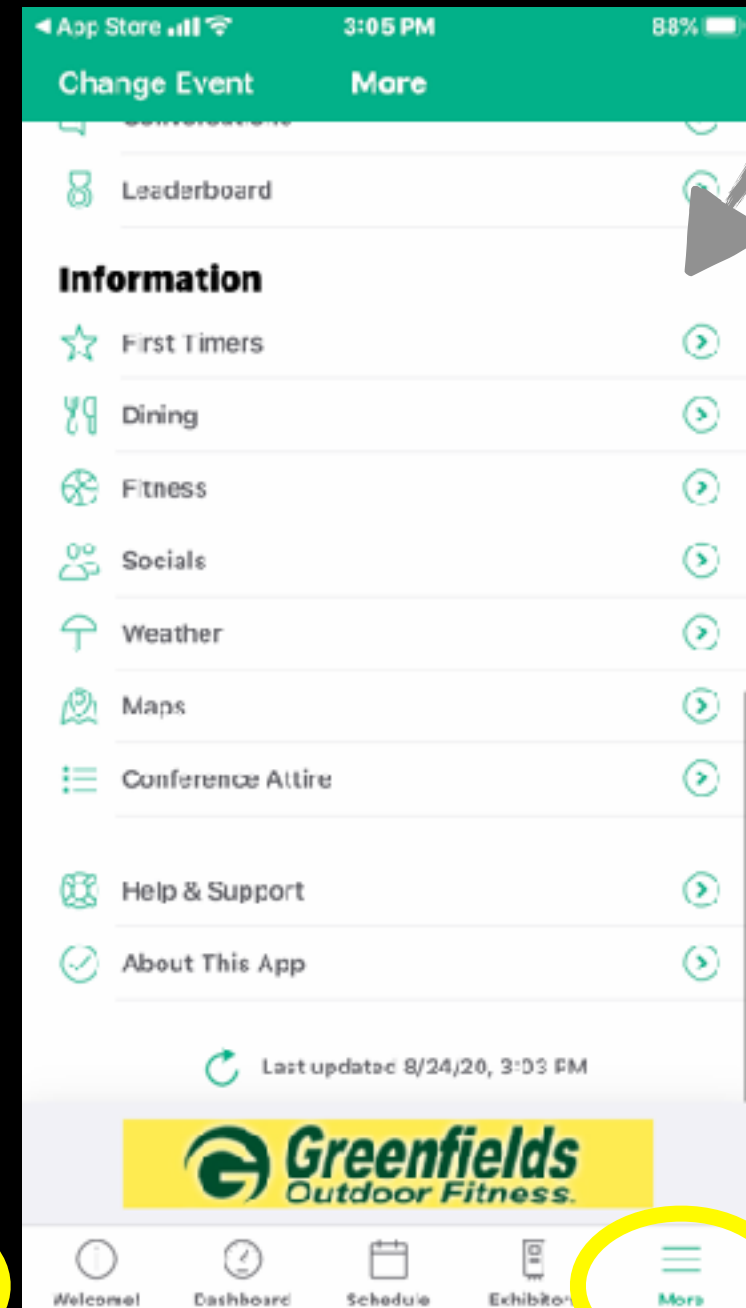 App Store 3:05 PM 88%
Change Event More
Conversations
Leaderboard
Information
First Timers
Dining
Fitness
Socials
Weather
Maps
Conference Attire
Help & Support
About This App
Last updated 8/24/20, 3:03 PM
Greenfields
Outdoor Fitness.
Welcome! Dashboard Schedule Exhibitor More